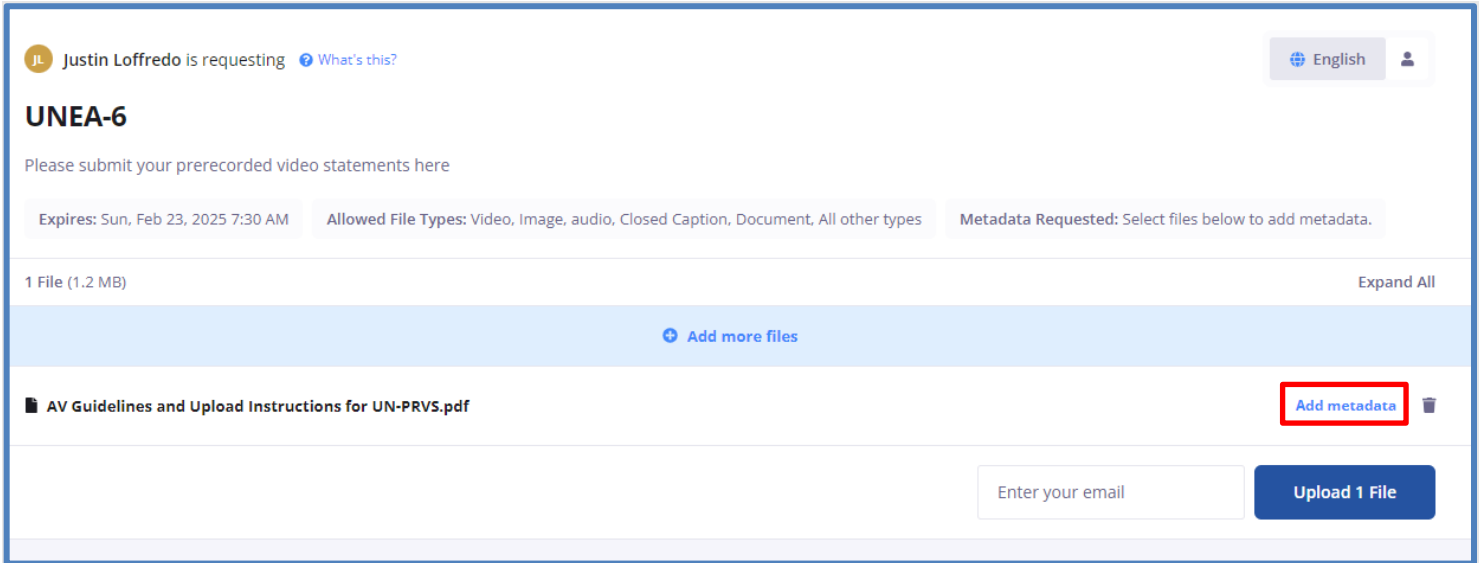 JL Justin Loffredo is requesting ? What's this?
English
UNEA-6
Please submit your prerecorded video statements here
Expires: Sun, Feb 23, 2025 7:30 AM Allowed File Types: Video, Image, audio, Closed Caption, Document, All other types Metadata Requested: Select files below to add metadata.
1 File (1.2 MB) Expand All
Add more files
AV Guidelines and Upload Instructions for UN-PRVS.pdf Add metadata
Enter your email Upload 1 File